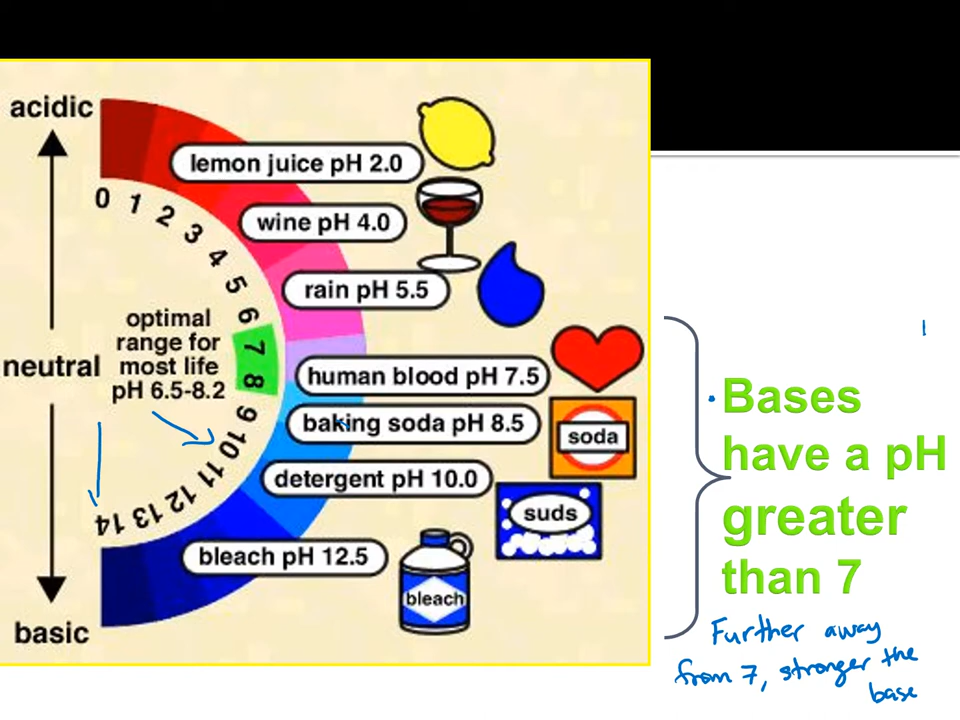 acidic
lemon juice pH 2.0
0 1 2 3 4 5 6 7 8 9 10 11 12 13 14
wine pH 4.0
rain pH 5.5
optimal
range for
most life
pH 6.5-8.2
neutral
human blood pH 7.5
baking soda pH 8.5
soda
detergent pH 10.0
suds
bleach pH 12.5
bleach
basic
Bases
have a pH
greater
than 7
Further away
from 7, stronger the
base